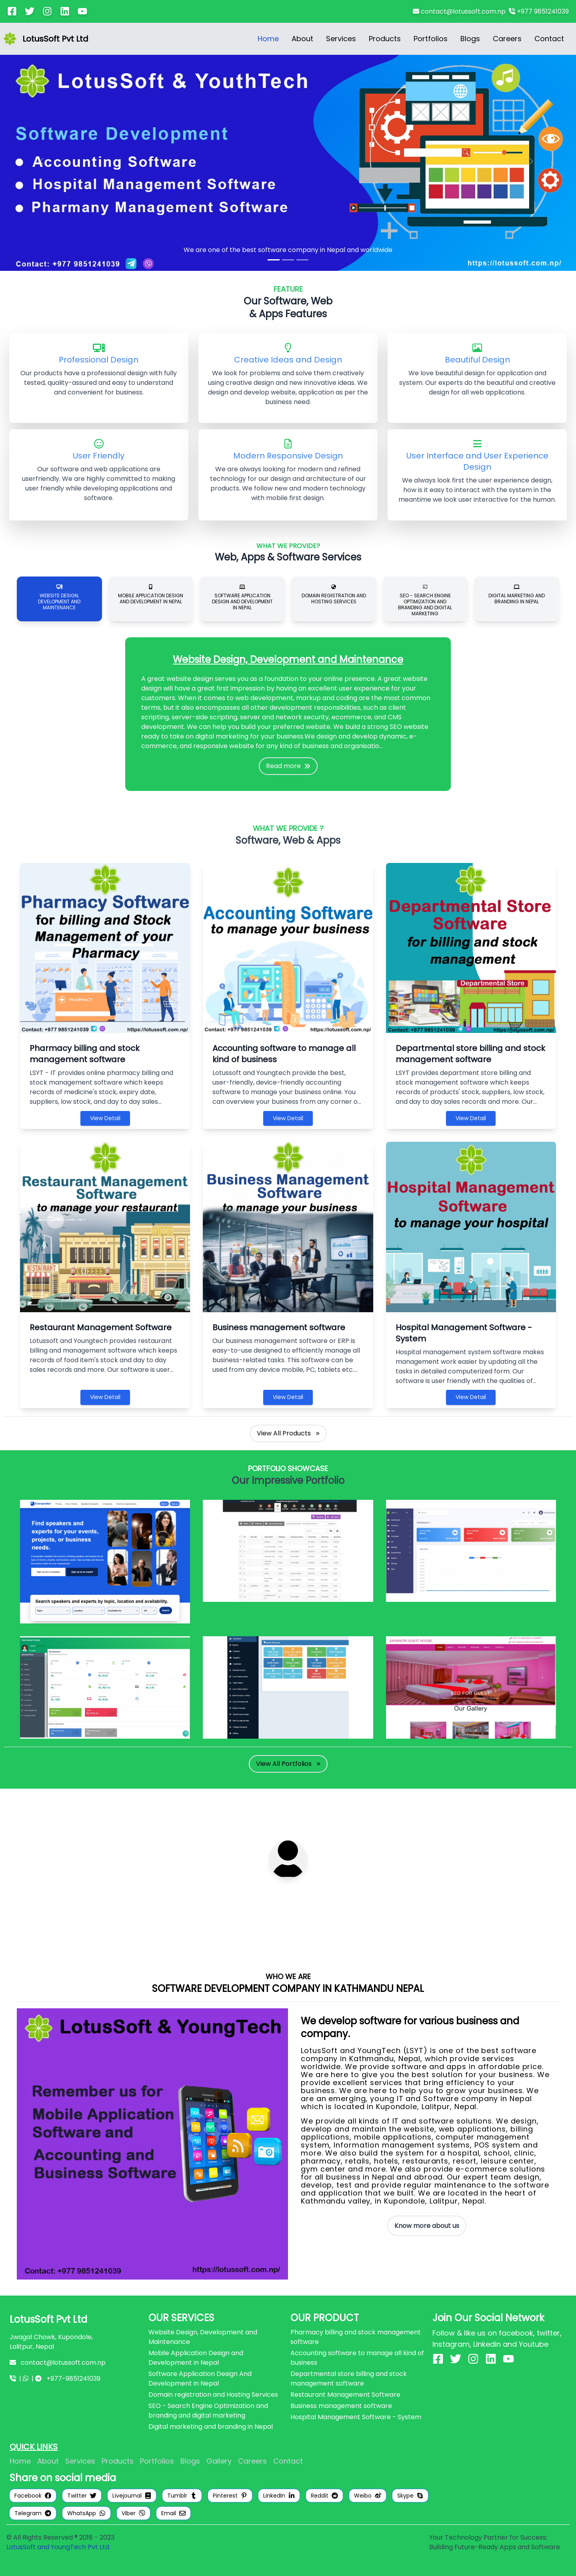 contact@lotussoft.com.np +977 9851241039
LotusSoft Pvt Ltd
Home About Services Products Portfolios Blogs Careers Contact
LotusSoft & YouthTech
Software Development
Accounting Software
Hospital Management Software
Pharmany Management Software
We are one of the best software company in Nepal and worldwide
Contact: +977 9851241039
https://lotussoft.com.np/
FEATURE
Our Software, Web
& Apps Features
Professional Design
Our products have a professional design with fully
tested, quality-assured and easy to understand
and convenient for business.
Creative Ideas and Design
We look for problems and solve them creatively
using creative design and new innovative ideas. We
design and develop website, application as per the
business need.
Beautiful Design
We love beautiful design for application and
system. Our experts do the beautiful and creative
design for all web applications.
User Friendly
Our software and web applications are
userfriendly. We are highly committed to making
user friendly while developing applications and
software.
Modern Responsive Design
We are always looking for modern and refined
technology for our design and architecture of our
products. We follow new and modern technology
with mobile first design.
User Interface and User Experience
Design
We always look first the user experience design,
how is it easy to interact with the system in the
meantime we look user interactive for the human.
WHAT WE PROVIDE?
Web, Apps & Software Services
WEBSITE DESIGN,
DEVELOPMENT AND
MAINTENANCE
MOBILE APPLICATION DESIGN
AND DEVELOPMENT IN NEPAL
SOFTWARE APPLICATION
DESIGN AND DEVELOPMENT
IN NEPAL
DOMAIN REGISTRATION AND
HOSTING SERVICES
SEO - SEARCH ENGINE
OPTIMIZATION AND
BRANDING AND DIGITAL
MARKETING
DIGITAL MARKETING AND
BRANDING IN NEPAL
Website Design, Development and Maintenance
A great website design serves you as a foundation to your online presence. A great website
design will have a great first impression by having an excellent user experience for your
customers. When it comes to web development, markup and coding are the most common
terms, but it also encompasses all other development responsibilities, such as client
scripting, server-side scripting, server and network security, ecommerce, and CMS
development. We can help you build your preferred website. We build a strong SEO website
ready to take on digital marketing for your business.We design and develop dynamic, e-
commerce, and responsive website for any kind of business and organisatio...
Read more »
WHAT WE PROVIDE ?
Software, Web & Apps
Pharmacy Software
for billing and Stock
Management of your
Pharmacy
PHARMACY
Contact: +977 9851241039 https://lotussoft.com.np/
Pharmacy billing and stock
management software
LSYT - IT provides online pharmacy billing and
stock management software which keeps
records of medicine's stock, expiry date,
suppliers, low stock, and day to day sales...
View Detail
Accounting Software
to manage your business
Contact: +977 9851241039 https://lotussoft.com.np/
Accounting software to manage all
kind of business
Lotussoft and Youngtech provide the best,
user-friendly, device-friendly accounting
software to manage your business online. You
can overview your business from any corner o...
View Detail
Departmental Store
Software
for billing and stock
management
Departmental Store
Contact: +977 9851241039 https://lotussoft.com.np/
Departmental store billing and stock
management software
LSYT provides departmental store billing and
stock management software which keeps
records of products' stock, suppliers, low stock,
and day to day sales records and more. Our...
View Detail
Restaurant Management
Software
to manage your restaurant
RESTAURANT
Restaurant Management Software
Lotussoft and Youngtech provides restaurant
billing and management software which keeps
records of food item's stock and day to day
sales records and more. Our software is user...
View Detail
Business Management
Software
to manage your business
Business management software
Our business management software or ERP is
easy-to-use designed to efficiently manage all
business-related tasks. This software can be
used from any device mobile, PC, tablets etc....
View Detail
Hospital Management
Software
to manage your hospital
Hospital Management Software -
System
Hospital management system software makes
management work easier by updating all the
tasks in detailed computerized form. Our
software is user friendly with the qualities of...
View Detail
View All Products »
PORTFOLIO SHOWCASE
Our Impressive Portfolio
Find speakers and
experts for your events,
projects, or business
needs.
Search speakers and experts by topic, location and availability.
Our Gallery
View All Portfolios »
WHO WE ARE
SOFTWARE DEVELOPMENT COMPANY IN KATHMANDU NEPAL
LotusSoft & YoungTech
Remember us for
Mobile Application
Software and
Applications
Contact: +977 9851241039
https://lotussoft.com.np/
We develop software for various business and
company.
LotusSoft and YoungTech (LSYT) is one of the best software
company in Kathmandu, Nepal, which provide services
worldwide. We provide software and apps in affordable price.
We are here to give you the best solution for your business. We
provide excellent services that bring efficiency to your
business. We are here to help you to grow your business. We
are an emerging, young IT and Software company in Nepal
which is located in Kupondole, Lalitpur, Nepal.
We provide all kinds of IT and software solutions. We design,
develop and maintain the website, web applications, billing
applications, mobile applications, computer management
system, Information management systems, POS system and
more. We also build the system for a hospital, school, clinic,
pharmacy, retails, hotels, restaurants, resort, leisure center,
gym center and more. We also provide e-commerce solutions
for all business in Nepal and abroad. Our expert team design,
develop, test and provide regular maintenance to the software
and application that we built. We are located in the heart of
Kathmandu valley, in Kupondole, Lalitpur, Nepal.
Know more about us
LotusSoft Pvt Ltd
Jwagal Chowk, Kupondole,
Lalitpur, Nepal
contact@lotussoft.com.np
| | +977-9851241039
OUR SERVICES
Website Design, Development and
Maintenance
Mobile Application Design and
Development in Nepal
Software Application Design And
Development in Nepal
Domain registration and Hosting Services
SEO - Search Engine Optimization and
branding and digital marketing
Digital marketing and branding in Nepal
OUR PRODUCT
Pharmacy billing and stock management
software
Accounting software to manage all kind of
business
Departmental store billing and stock
management software
Restaurant Management Software
Business management software
Hospital Management Software - System
Join Our Social Network
Follow & like us on facebook, twitter,
Instagram, Linkedin and Youtube
QUICK LINKS
Home About Services Products Portfolios Blogs Gallery Careers Contact
Share on social media
Facebook Twitter Livejournal Tumblr Pinterest LinkedIn Reddit Weibo Skype
Telegram WhatsApp Viber Email
© All Rights Reserved ® 2018 - 2023
LotusSoft and YoungTech Pvt Ltd
Your Technology Partner for Success;
Building Future-Ready Apps and Software